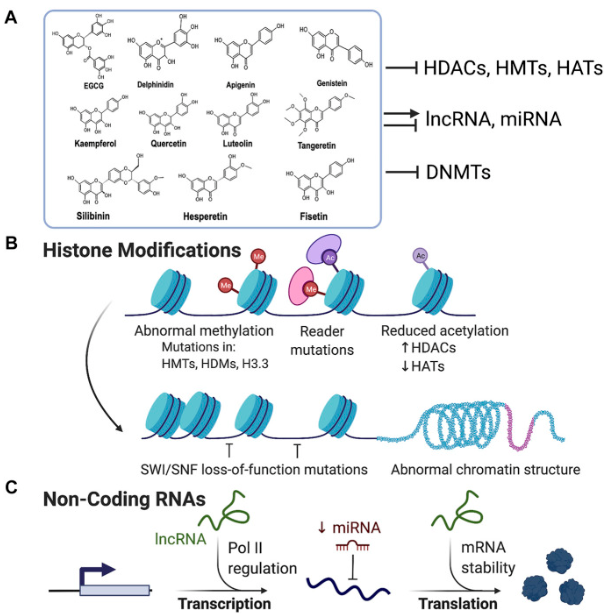 A
EGCG
Delphinidin
Apigenin
Genistein
HDACs, HMTs, HATs
Kaempferol
Quercetin
Luteolin
Tangeretin
lncRNA, miRNA
Silibinin
Hesperetin
Fisetin
DNMTs
B
Histone Modifications
Me
Me
Ac
Me
Ac
Abnormal methylation
Mutations in:
HMTs, HDMs, H3.3
Reader
mutations
Reduced acetylation
↑HDACs
↓HATs
SWI/SNF loss-of-function mutations
Abnormal chromatin structure
C
Non-Coding RNAs
lncRNA
Pol II
regulation
↓ miRNA
mRNA
stability
Transcription
Translation